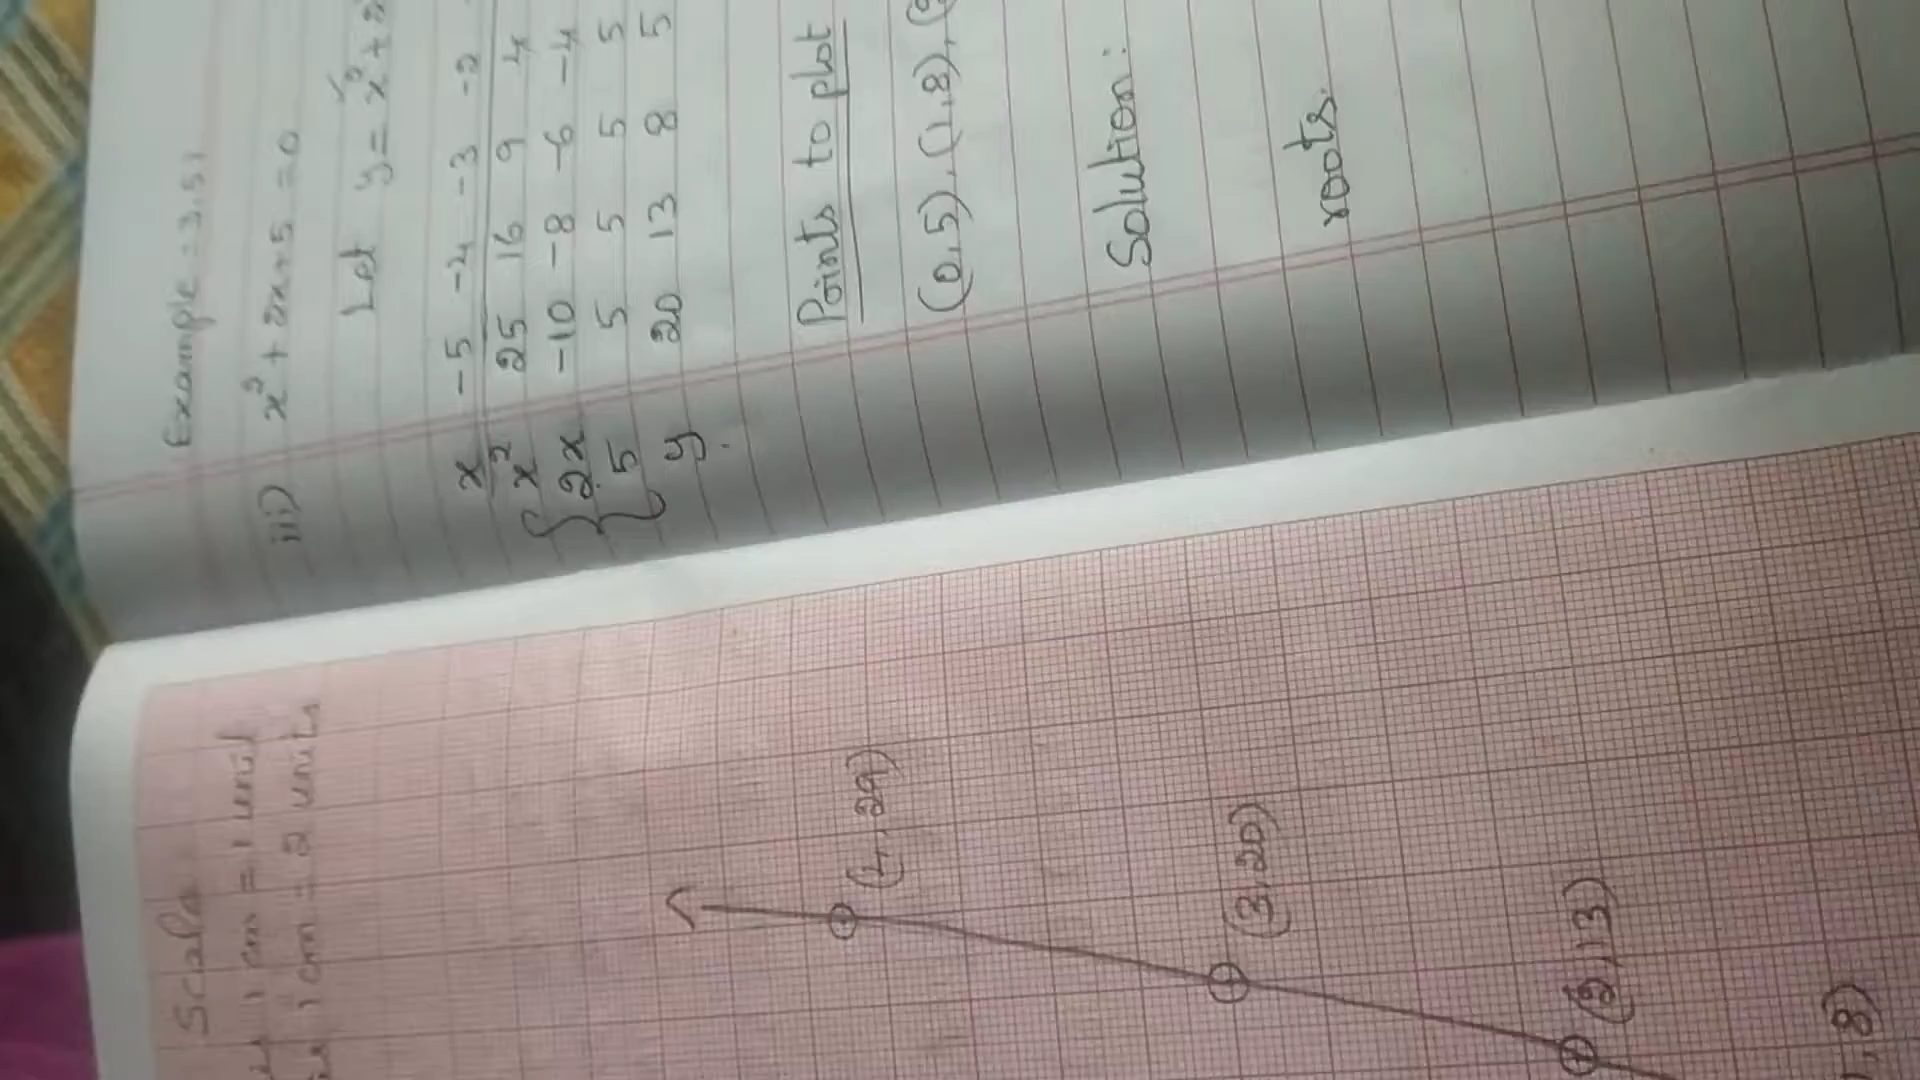 Example : 3.51
iii) x² + 2x + 5 = 0
Let y = x² + 2
x -5 -4 -3 -2
x² 25 16 9 4
2x -10 -8 -6 -4
5 5 5 5 5
y 20 13 8 5
Points to plot
(0,5), (1,8), (
Solution:
roots.
Scale
1 cm = 1 unit
1 cm = 2 units
(4,29)
(3,20)
(2,13)
,8)